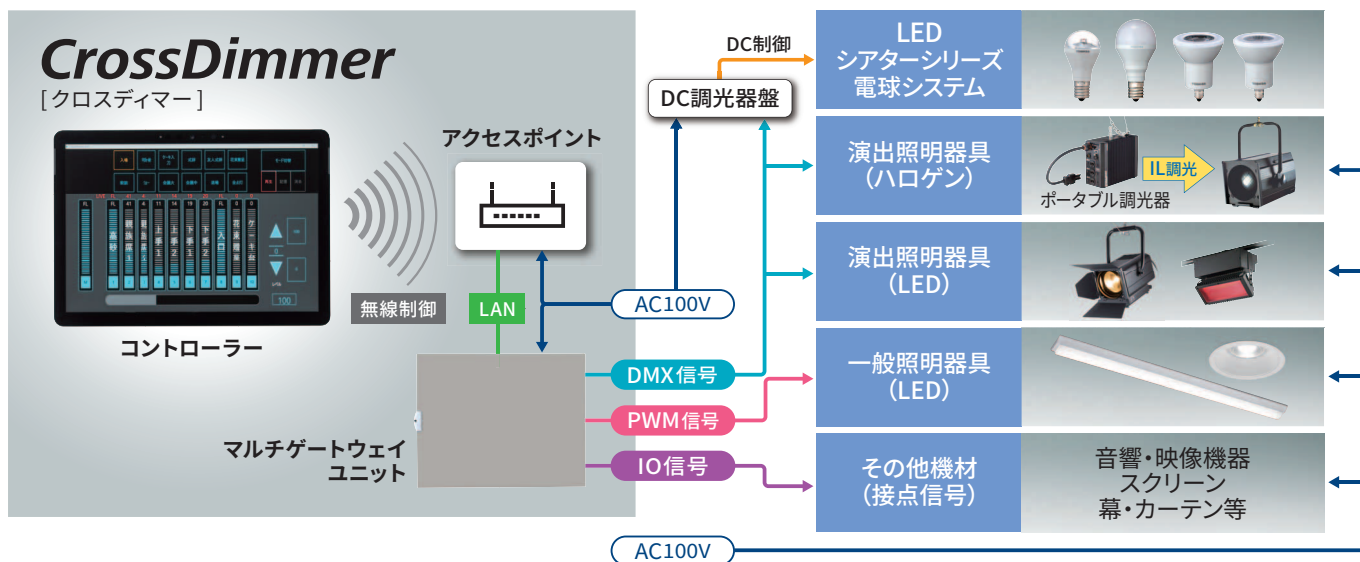 CrossDimmer
[クロスディマー]
コントローラー
無線制御
アクセスポイント
LAN
マルチゲートウェイ
ユニット
AC100V
DMX信号
PWM信号
IO信号
DC調光器盤
DC制御
LED
シアターシリーズ
電球システム
演出照明器具
(ハロゲン)
IL調光
ポータブル調光器
演出照明器具
(LED)
一般照明器具
(LED)
その他機材
(接点信号)
音響・映像機器
スクリーン
幕・カーテン等
AC100V